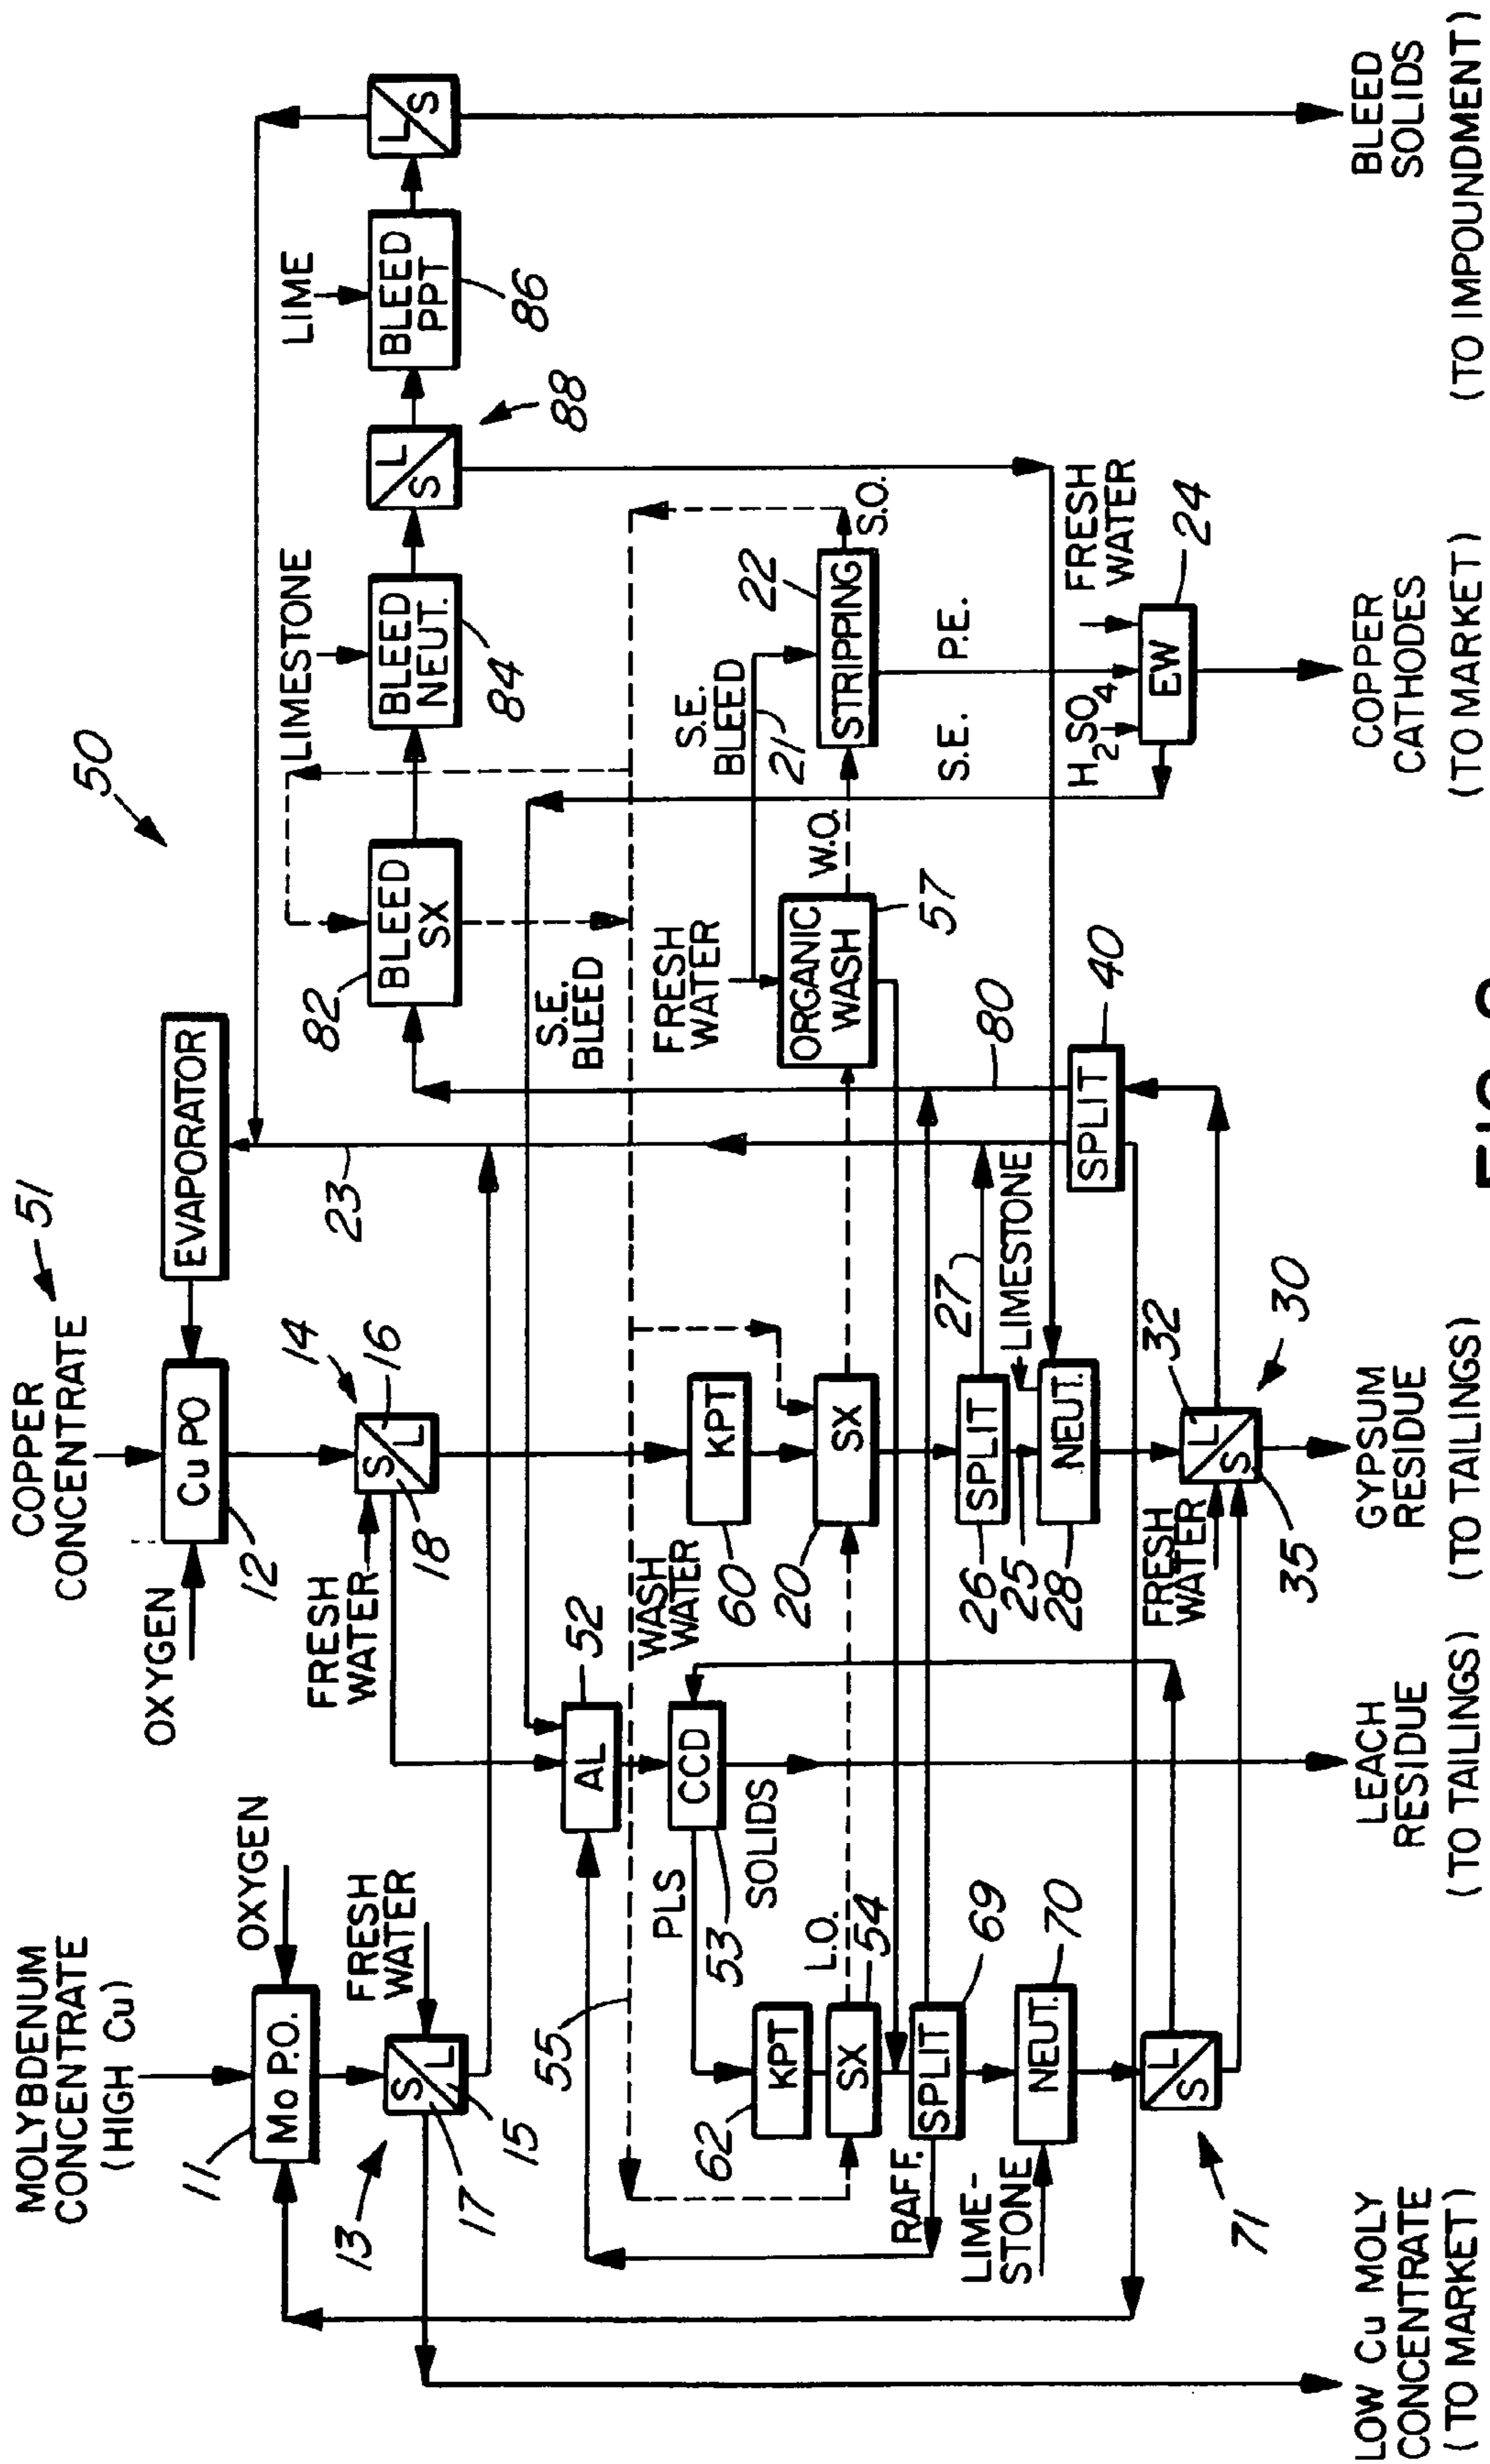 50
MOLYBDENUM
CONCENTRATE
(HIGH Cu)
COPPER
CONCENTRATE
51
OXYGEN
OXYGEN
11
Mo P.O.
12
Cu PO
EVAPORATOR
23
FRESH
WATER
FRESH
WATER
13
S
L
15
17
14
S
L
16
18
82
BLEED
SX
LIMESTONE
BLEED
NEUT.
84
S
L
88
LIME
BLEED
PPT
86
L
S
55
AL
52
WASH
WATER
S.E.
BLEED
PLS
CCD
53
SOLIDS
KPT
60
KPT
62
FRESH
WATER
S.E.
BLEED
21
SX
54
L.O.
SX
20
ORGANIC
WASH
57
W.O.
STRIPPING
22
S.O.
RAFF.
SPLIT
69
SPLIT
26
25
27
80
S.E.
P.E.
LIME-
STONE
NEUT.
70
LIMESTONE
NEUT.
28
SPLIT
40
H2SO4
FRESH
WATER
EW
24
S
L
71
FRESH
WATER
L
S
32
35
30
LOW Cu MOLY
CONCENTRATE
(TO MARKET)
LEACH
RESIDUE
(TO TAILINGS)
GYPSUM
RESIDUE
(TO TAILINGS)
COPPER
CATHODES
(TO MARKET)
BLEED
SOLIDS
(TO IMPOUNDMENT)